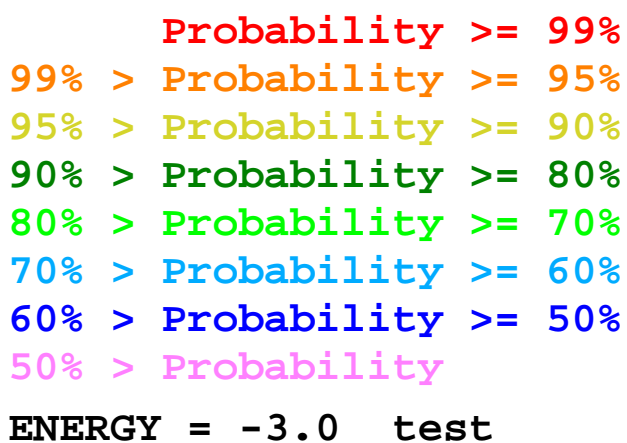 Probability >= 99%
99% > Probability >= 95%
95% > Probability >= 90%
90% > Probability >= 80%
80% > Probability >= 70%
70% > Probability >= 60%
60% > Probability >= 50%
50% > Probability
ENERGY = -3.0 test